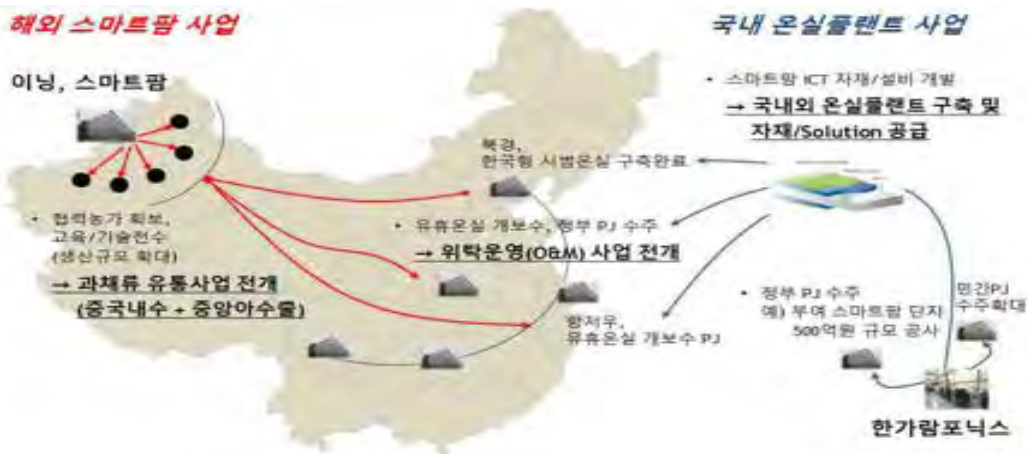 해외 스마트팜 사업
이닝, 스마트팜
• 협력농가 확보,
교육/기술전수
(생산규모 확대)
→ 과채류 유통사업 전개
(중국내수 + 중앙아수출)
북경,
한국형 시범온실 구축완료
• 유휴온실 개보수, 정부 PJ 수주
→ 위탁운영(O&M) 사업 전개
항저우,
유휴온실 개보수 PJ
국내 온실플랜트 사업
• 스마트팜 ICT 자재/설비 개발
→ 국내외 온실플랜트 구축 및
자재/Solution 공급
• 정부 PJ 수주
예) 부여 스마트팜 단지
500억원 규모 공사
민간PJ
수주확대
한가람포닉스